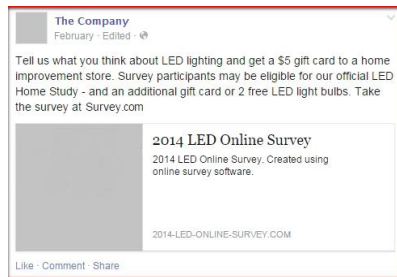 The Company
February · Edited ·
Tell us what you think about LED lighting and get a $5 gift card to a home
improvement store. Survey participants may be eligible for our official LED
Home Study - and an additional gift card or 2 free LED light bulbs. Take
the survey at Survey.com
2014 LED Online Survey
2014 LED Online Survey. Created using
online survey software.
2014-LED-ONLINE-SURVEY.COM
Like · Comment · Share